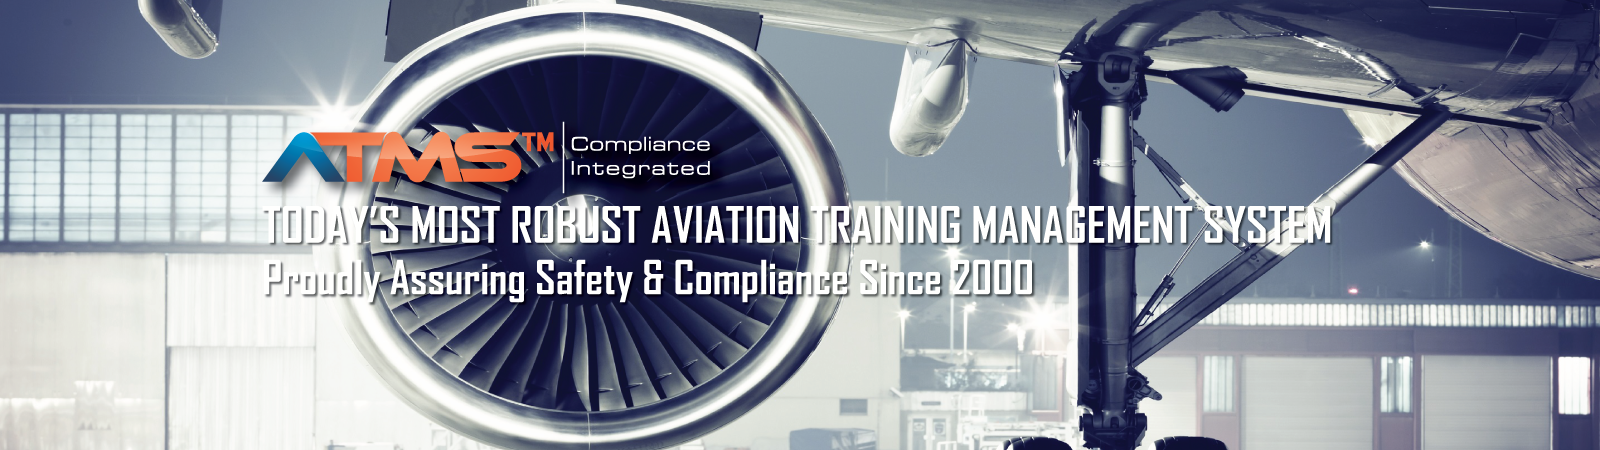 ATMS™
Compliance
Integrated
TODAY'S MOST ROBUST AVIATION TRAINING MANAGEMENT SYSTEM
Proudly Assuring Safety & Compliance Since 2000